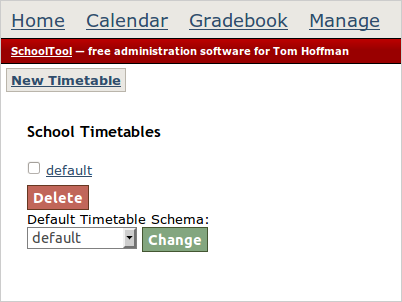 Home Calendar Gradebook Manage
SchoolTool — free administration software for Tom Hoffman
New Timetable
School Timetables
default
Delete
Default Timetable Schema:
default Change